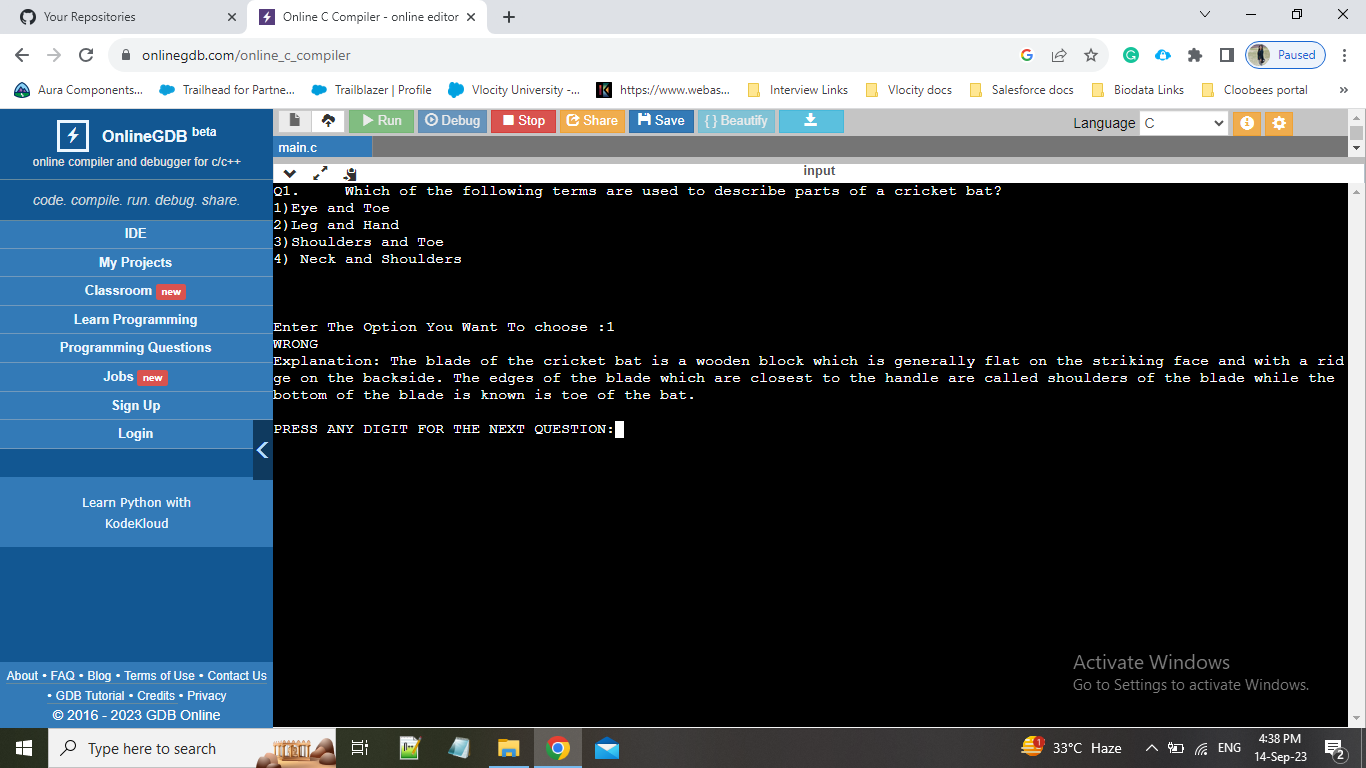 Your Repositories
Online C Compiler - online editor
onlinegdb.com/online_c_compiler
Paused
Aura Components...
Trailhead for Partne...
Trailblazer | Profile
Vlocity University -...
https://www.webas...
Interview Links
Vlocity docs
Salesforce docs
Biodata Links
Cloobees portal
»
OnlineGDB beta
online compiler and debugger for c/c++
code. compile. run. debug. share.
IDE
My Projects
Classroom new
Learn Programming
Programming Questions
Jobs new
Sign Up
Login
Learn Python with
KodeKloud
About • FAQ • Blog • Terms of Use • Contact Us
• GDB Tutorial • Credits • Privacy
© 2016 - 2023 GDB Online
Run
Debug
Stop
Share
Save
{ } Beautify
Language C
main.c
input
Q1. Which of the following terms are used to describe parts of a cricket bat?
1)Eye and Toe
2)Leg and Hand
3)Shoulders and Toe
4) Neck and Shoulders
Enter The Option You Want To choose :1
WRONG
Explanation: The blade of the cricket bat is a wooden block which is generally flat on the striking face and with a rid
ge on the backside. The edges of the blade which are closest to the handle are called shoulders of the blade while the
bottom of the blade is known is toe of the bat.
PRESS ANY DIGIT FOR THE NEXT QUESTION:
Activate Windows
Go to Settings to activate Windows.
Type here to search
1
33°C Haze
ENG
4:38 PM
14-Sep-23
2